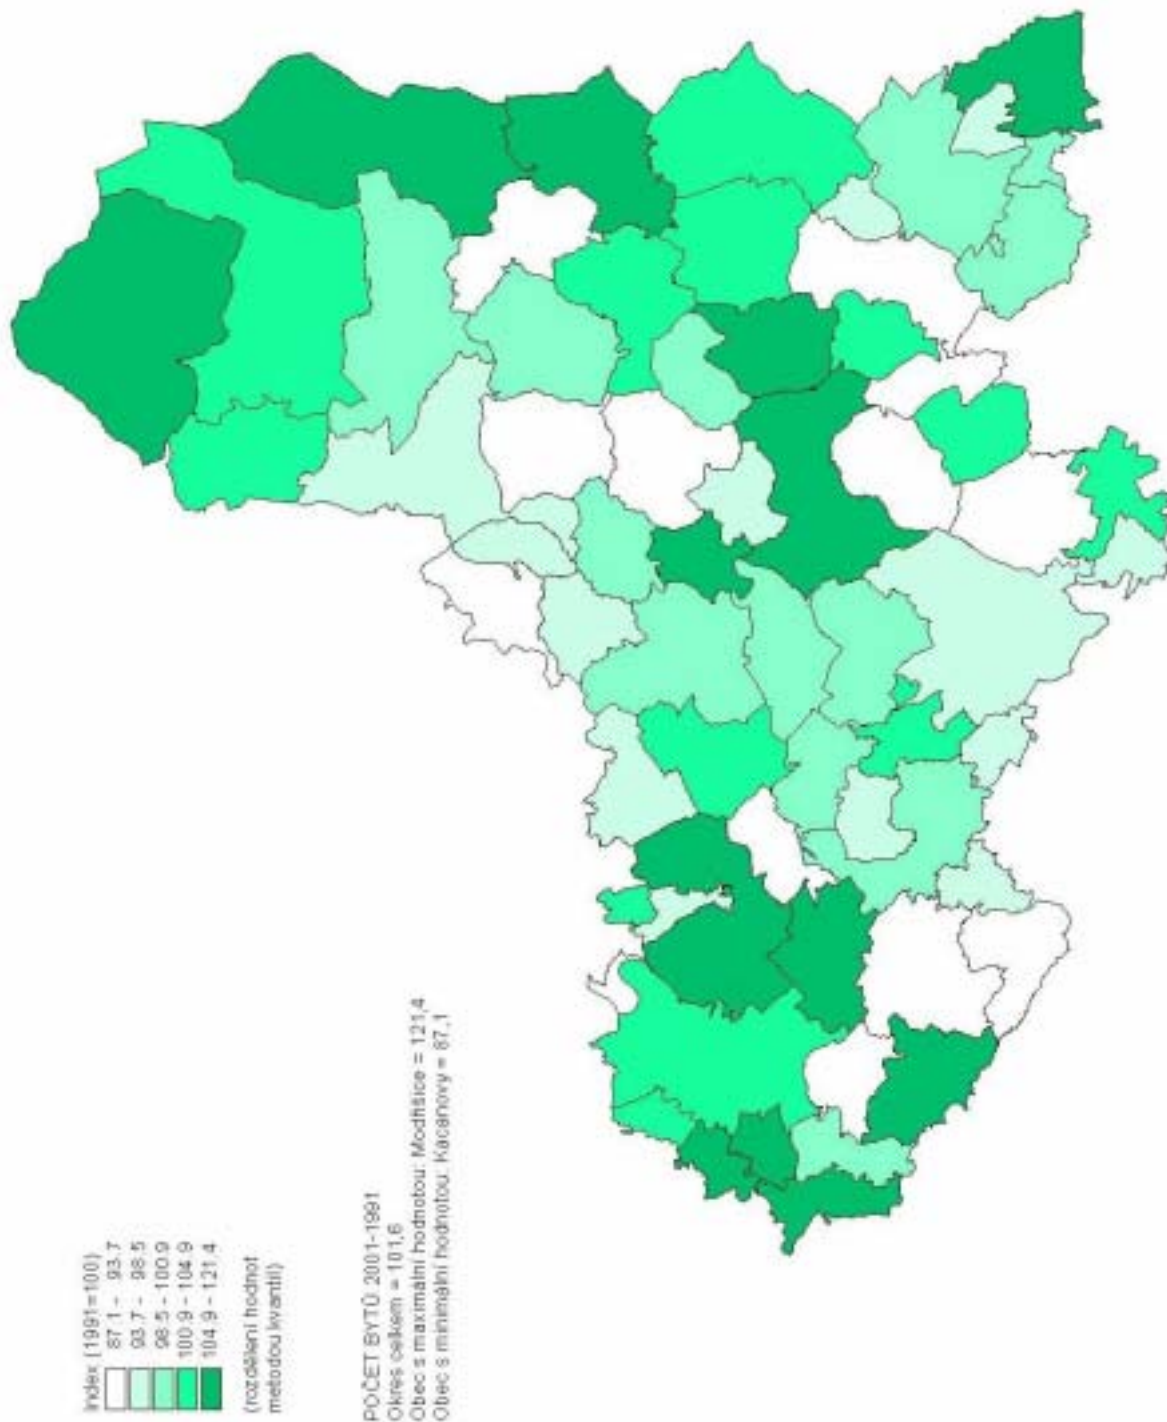 Index (1991=100)
87.1 - 93.7
93.7 - 98.5
98.5 - 100.9
100.9 - 104.9
104.9 - 121.4
(rozdělení hodnot
metodou kvantil)
POČET BYTŮ 2001-1991
Okres celkem = 101,6
Obec s maximální hodnotou: Modřišice = 121,4
Obec s minimální hodnotou: Kacanovy = 87,1